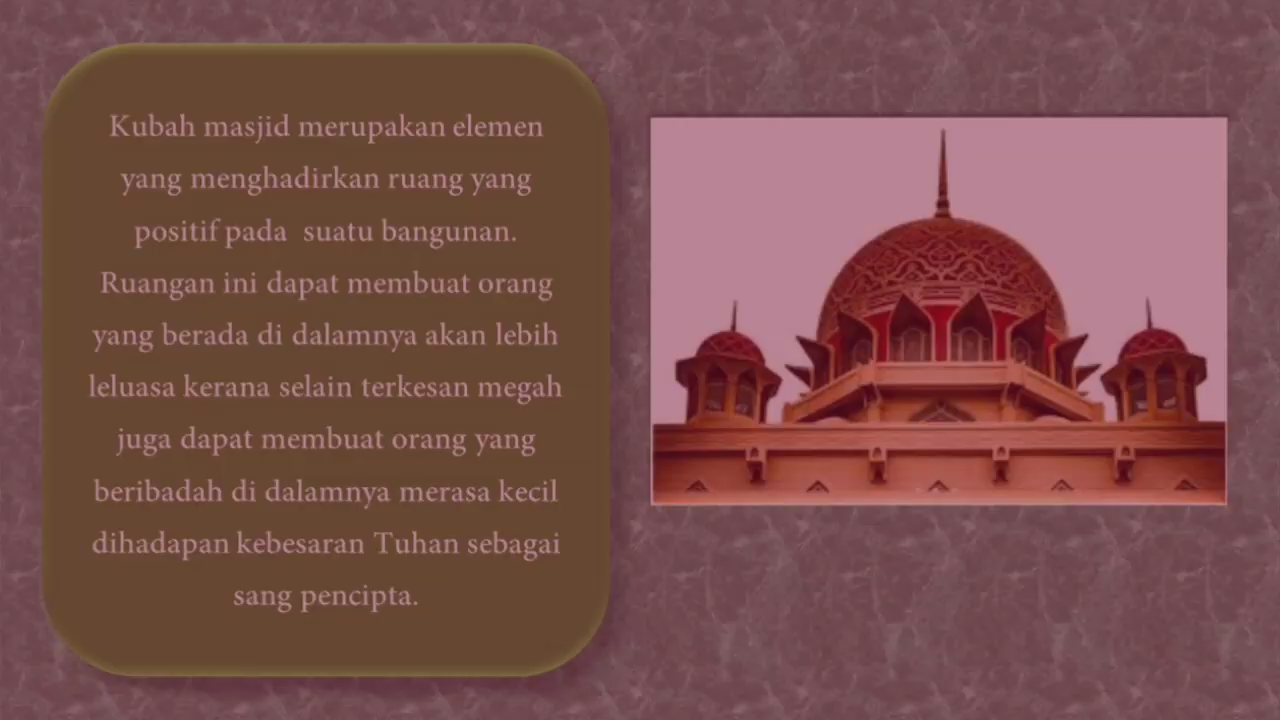 Kubah masjid merupakan elemen
yang menghadirkan ruang yang
positif pada  suatu bangunan.
Ruangan ini dapat membuat orang
yang berada di dalamnya akan lebih
leluasa kerana selain terkesan megah
juga dapat membuat orang yang
beribadah di dalamnya merasa kecil
dihadapan kebesaran Tuhan sebagai
sang pencipta.